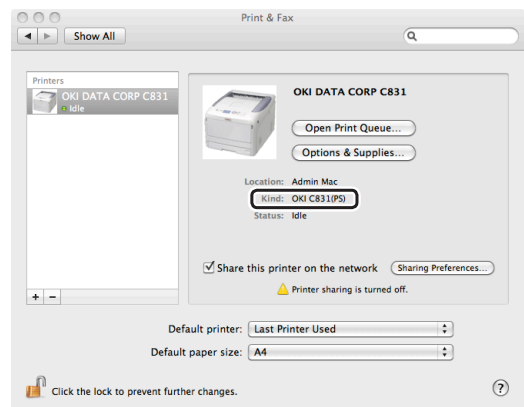 Print & Fax
Show All
Printers
OKI DATA CORP C831
Idle
OKI DATA CORP C831
Open Print Queue...
Options & Supplies...
Location: Admin Mac
Kind: OKI C831(PS)
Status: Idle
Share this printer on the network
Sharing Preferences...
Printer sharing is turned off.
+ −
Default printer: Last Printer Used
Default paper size: A4
Click the lock to prevent further changes.
?